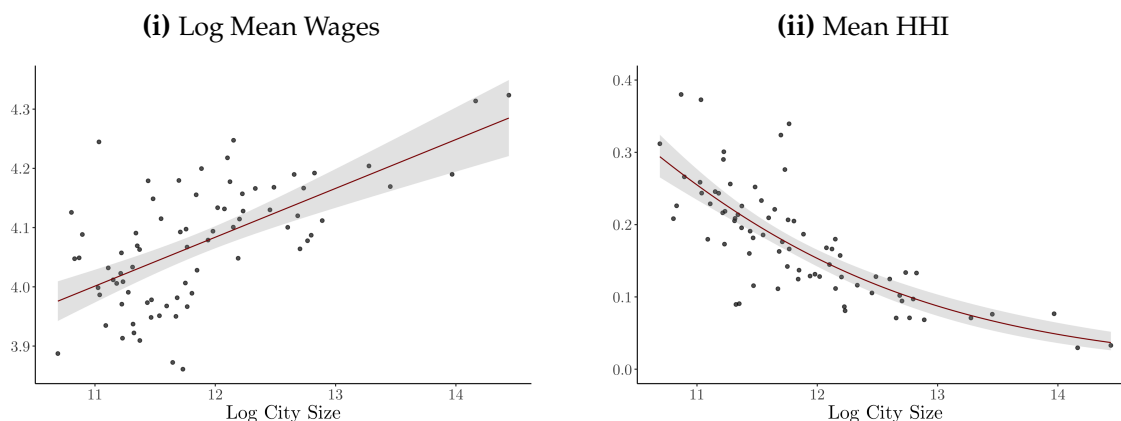 (i) Log Mean Wages
4.3
4.2
4.1
4.0
3.9
11 12 13 14
Log City Size
(ii) Mean HHI
0.4
0.3
0.2
0.1
0.0
11 12 13 14
Log City Size